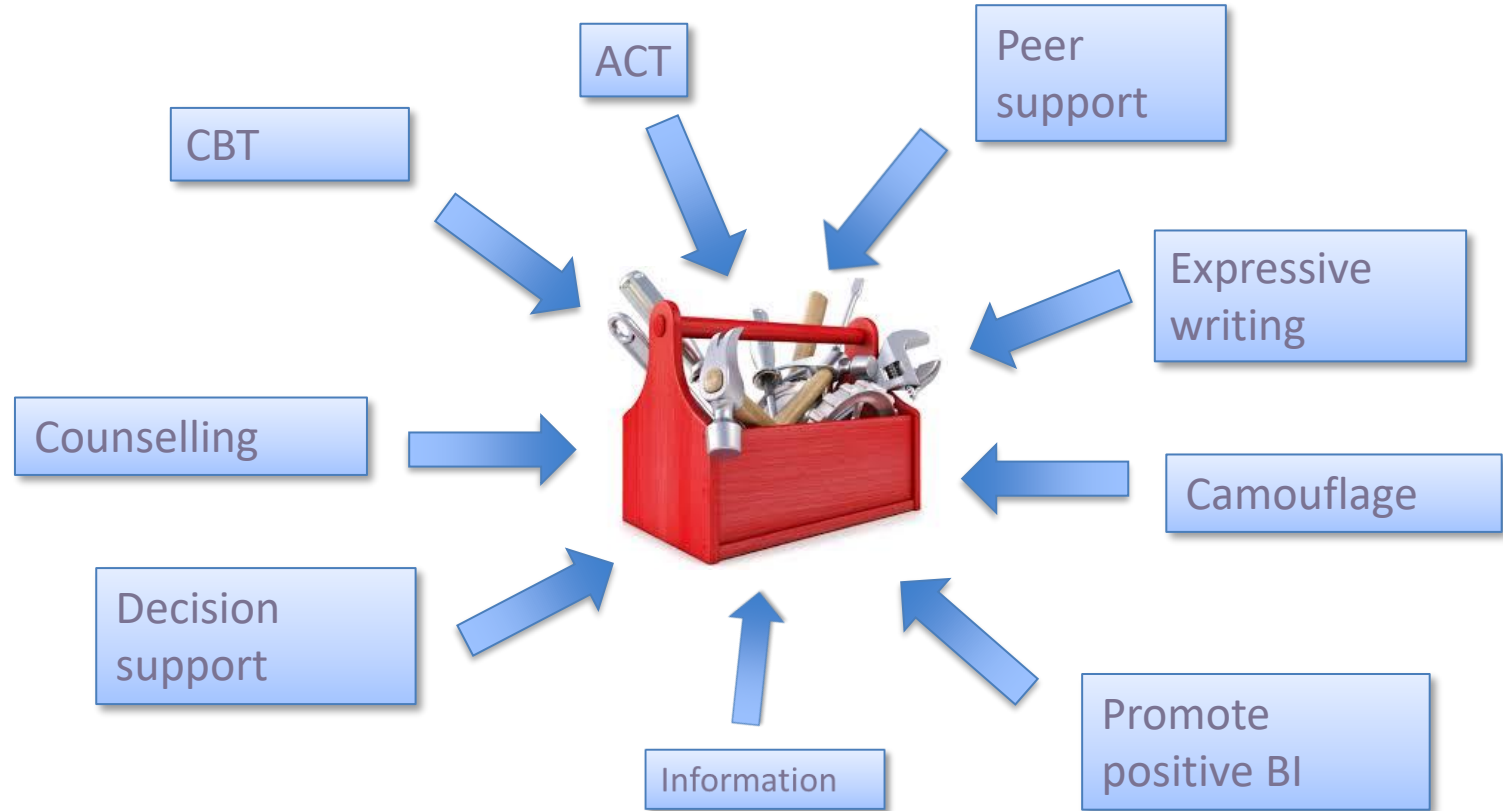 ACT
Peer
support
CBT
Expressive
writing
Counselling
Camouflage
Decision
support
Promote
positive BI
Information